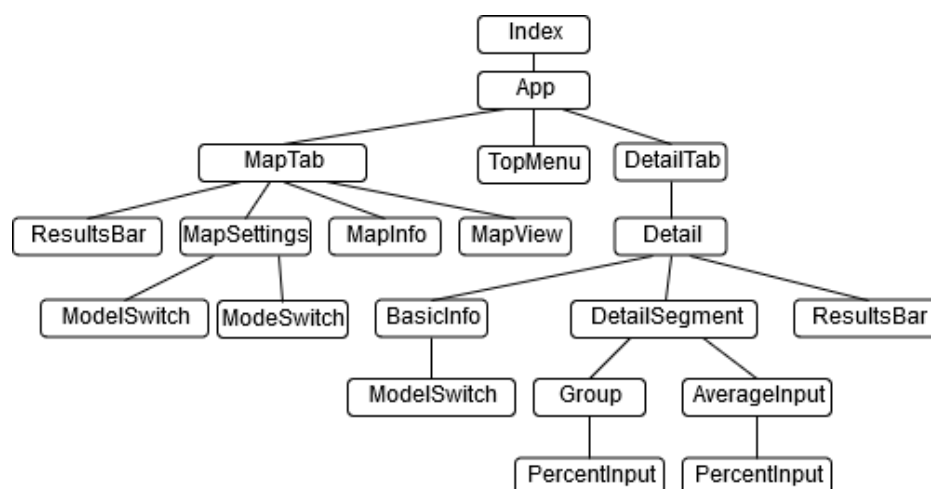 Index
App
MapTab
TopMenu
DetailTab
ResultsBar
MapSettings
MapInfo
MapView
Detail
ModelSwitch
ModeSwitch
BasicInfo
DetailSegment
ResultsBar
ModelSwitch
Group
AverageInput
PercentInput
PercentInput